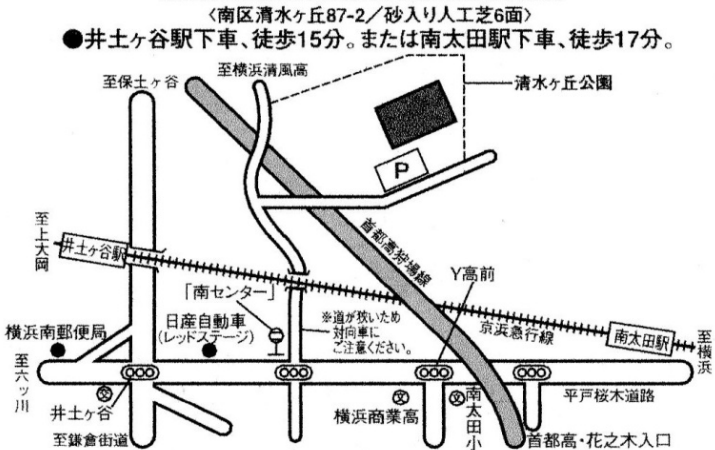 〈南区清水ヶ丘87-2／砂入り人工芝6面〉
●井土ヶ谷駅下車、徒歩15分。または南太田駅下車、徒歩17分。
至横浜清風高
至保土ヶ谷
清水ヶ丘公園
P
至上大岡
井土ヶ谷駅
首都高狩場線
「南センター」
Y高前
日産自動車
(レッドステージ)
※道が狭いため
対向車に
ご注意ください。
京浜急行線
南太田駅
至横浜
横浜南郵便局
至六ッ川
文
井土ヶ谷
至鎌倉街道
文
横浜商業高
文
南太田小
平戸桜木道路
首都高・花之木入口